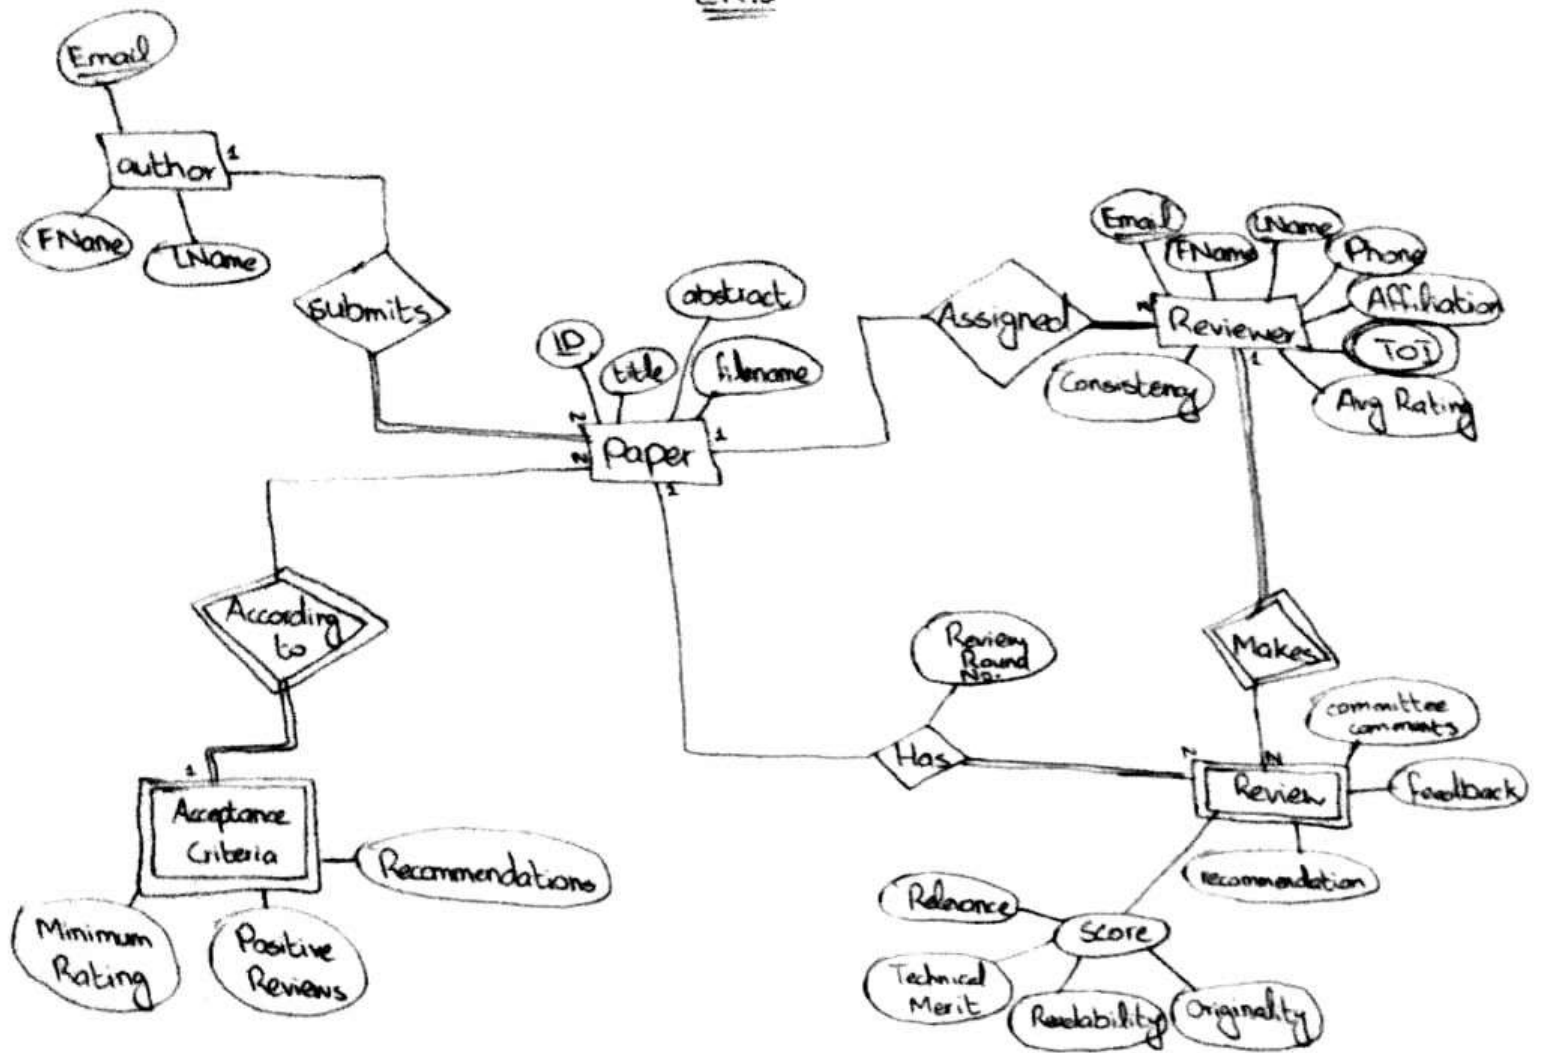 Email
author
1
FName
LName
submits
ID
title
abstract
filename
N
N
Paper
1
1
Assigned
Email
FName
LName
Phone
Affiliation
TOI
Avg Rating
Consistency
Reviewer
1
According
to
1
Acceptance
Criteria
Recommendations
Minimum
Rating
Positive
Reviews
Review
Round
No.
Has
N
Makes
N
Review
committee
comments
feedback
recommendation
Score
Relevance
Technical
Merit
Readability
Originality